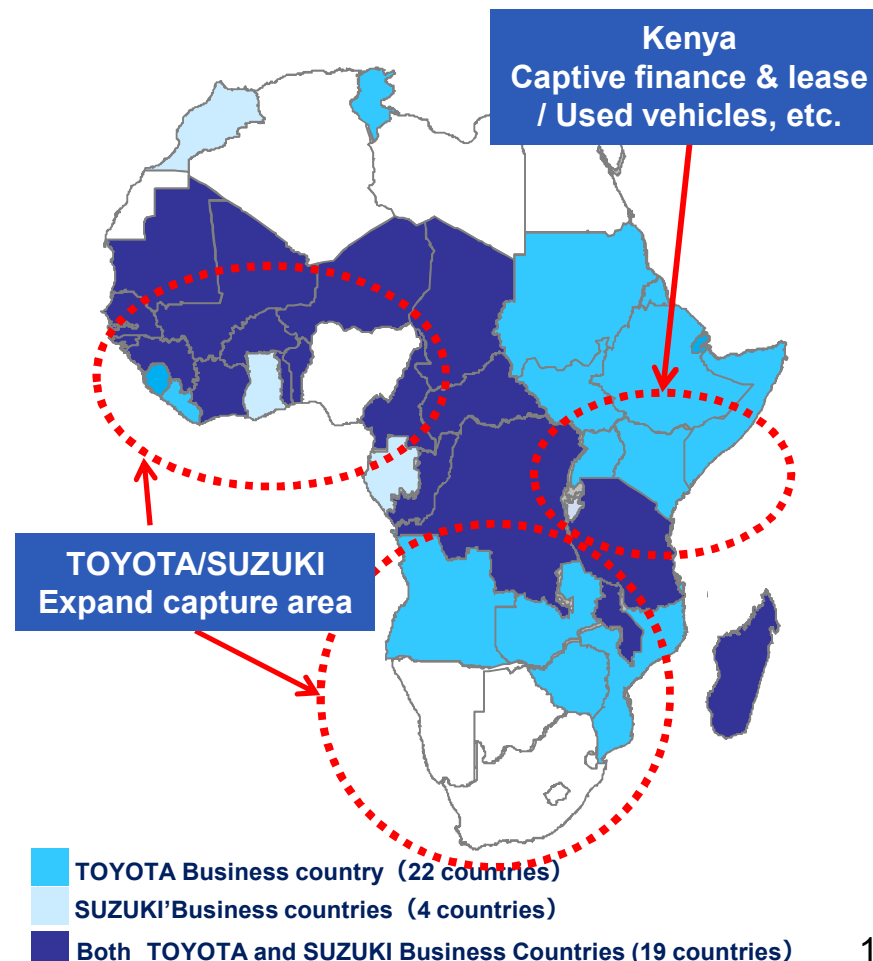 Kenya
Captive finance & lease
/ Used vehicles, etc.
TOYOTA/SUZUKI
Expand capture area
TOYOTA Business country（22 countries）
SUZUKI'Business countries（4 countries）
Both TOYOTA and SUZUKI Business Countries (19 countries）
1